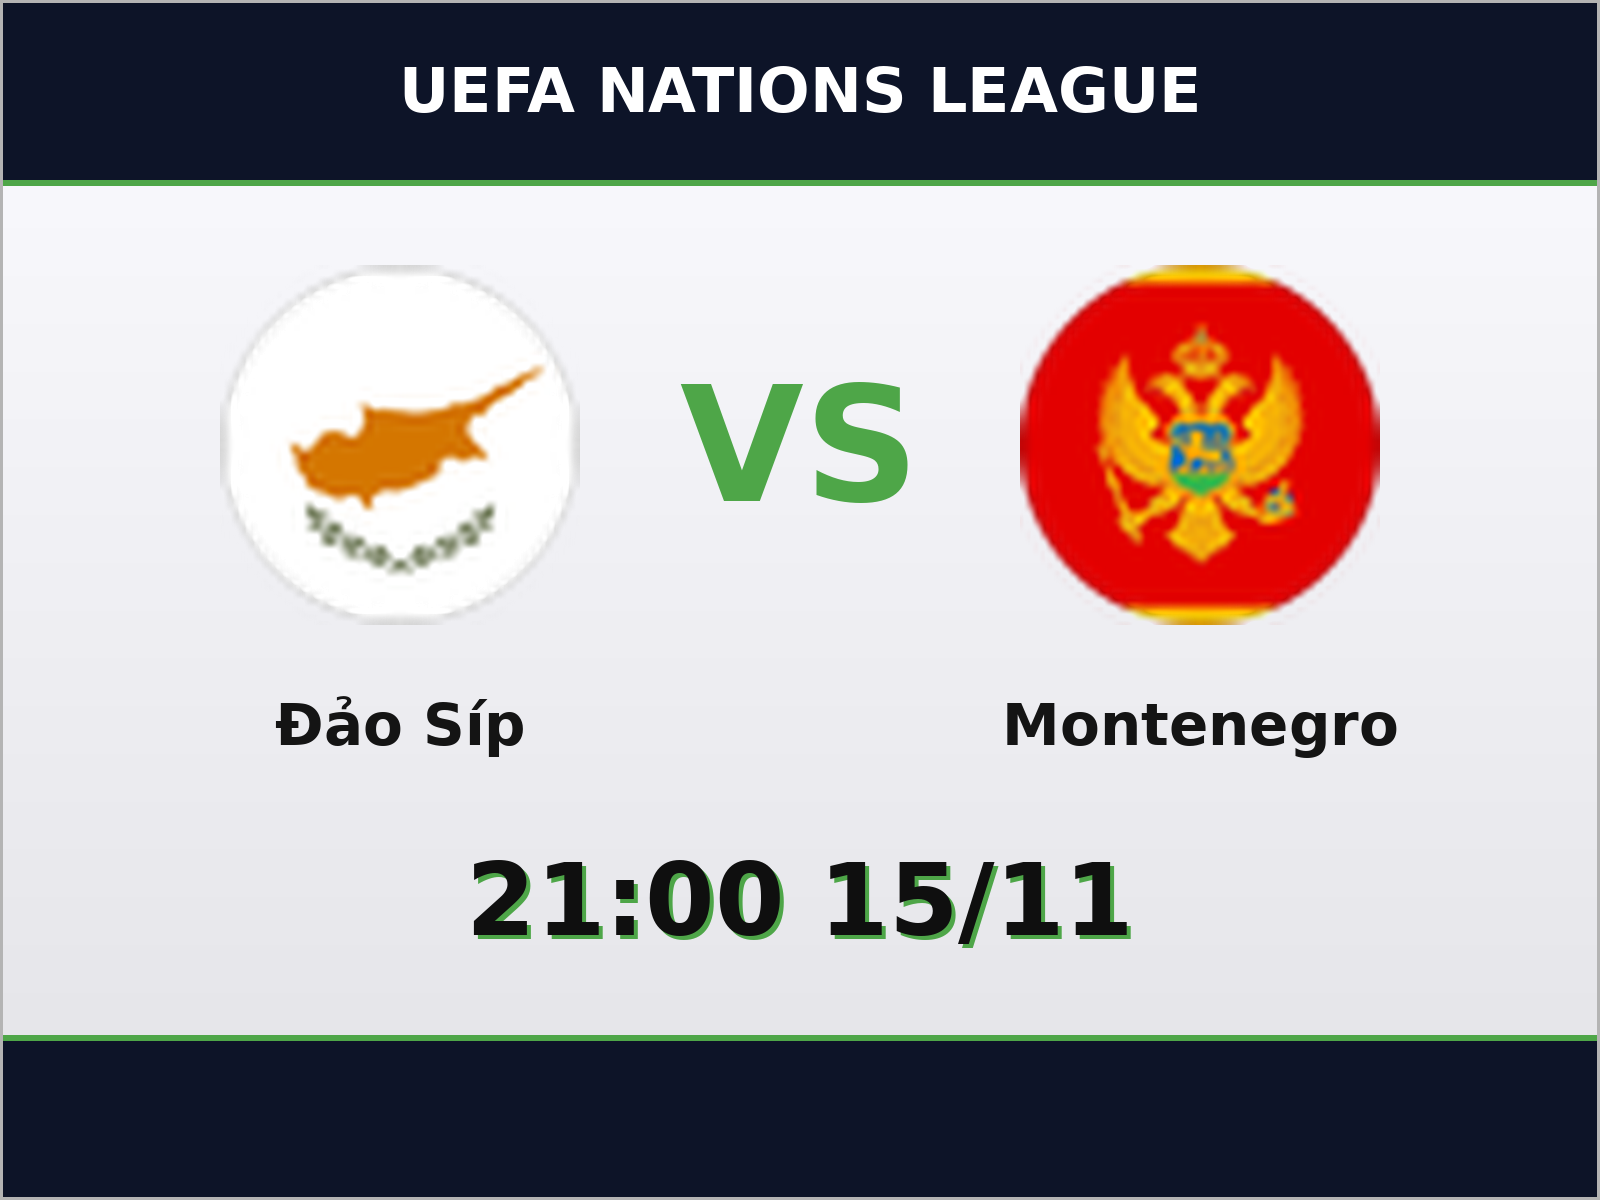 UEFA NATIONS LEAGUE
VS
Đảo Síp
Montenegro
21:00 15/11